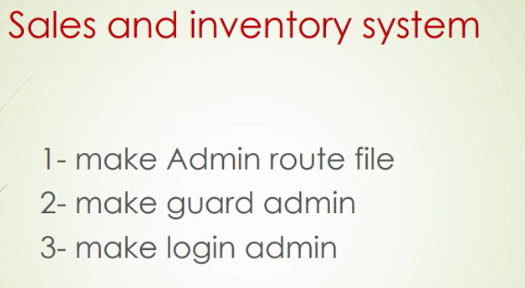 Sales and inventory system
1- make Admin route file
2- make guard admin
3- make login admin